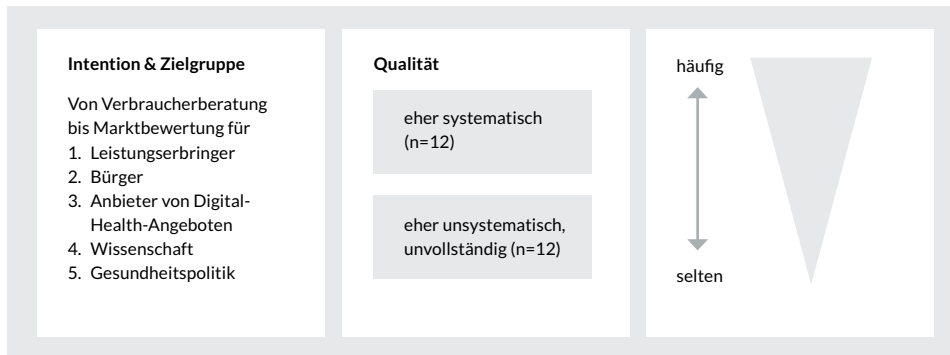 Intention & Zielgruppe
Von Verbraucherberatung
bis Marktbewertung für
1. Leistungserbringer
2. Bürger
3. Anbieter von Digital-
Health-Angeboten
4. Wissenschaft
5. Gesundheitspolitik
Qualität
eher systematisch
(n=12)
eher unsystematisch,
unvollständig (n=12)
häufig
selten